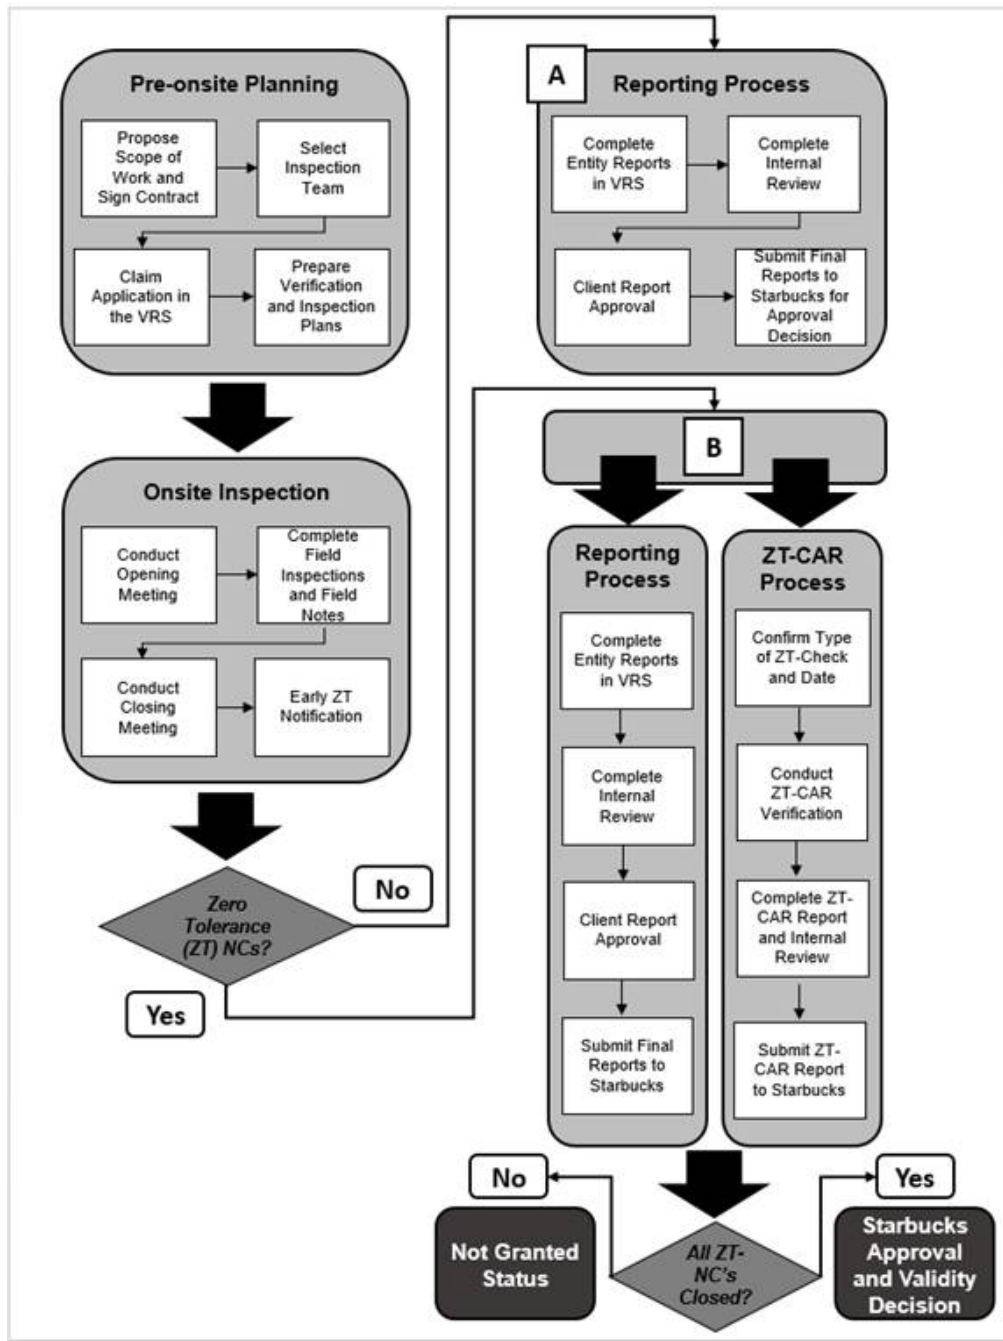 Pre-onsite Planning
Propose
Scope of
Work and
Sign Contract
Select
Inspection
Team
Claim
Application in
the VRS
Prepare
Verification
and Inspection
Plans
Onsite Inspection
Conduct
Opening
Meeting
Complete
Field
Inspections
and Field
Notes
Conduct
Closing
Meeting
Early ZT
Notification
Zero
Tolerance
(ZT) NCs?
No
Yes
A
Reporting Process
Complete
Entity Reports
in VRS
Complete
Internal
Review
Client Report
Approval
Submit Final
Reports to
Starbucks for
Approval
Decision
B
Reporting
Process
Complete
Entity Reports
in VRS
Complete
Internal
Review
Client Report
Approval
Submit Final
Reports to
Starbucks
ZT-CAR
Process
Confirm Type
of ZT-Check
and Date
Conduct
ZT-CAR
Verification
Complete ZT-
CAR Report
and Internal
Review
Submit ZT-
CAR Report
to Starbucks
All ZT-
NC's
Closed?
No
Not Granted
Status
Yes
Starbucks
Approval
and Validity
Decision